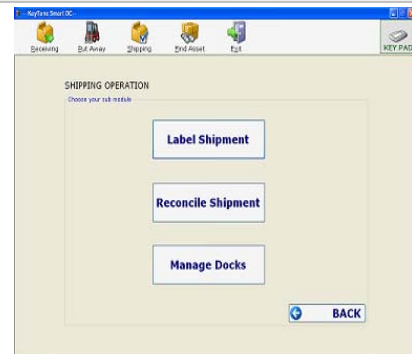 KeyTone Smart DC
Receiving Put Away Shipping Find Asset Exit
KEY PAD
SHIPPING OPERATION
Choose your sub module
Label Shipment
Reconcile Shipment
Manage Docks
BACK